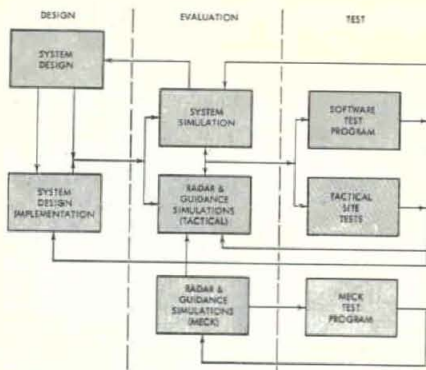 DESIGN
EVALUATION
TEST
SYSTEM
DESIGN
SYSTEM
SIMULATION
SOFTWARE
TEST
PROGRAM
SYSTEM
DESIGN
IMPLEMENTATION
RADAR &
GUIDANCE
SIMULATIONS
(TACTICAL)
TACTICAL
SITE
TESTS
RADAR &
GUIDANCE
SIMULATIONS
(MECK)
MECK
TEST
PROGRAM